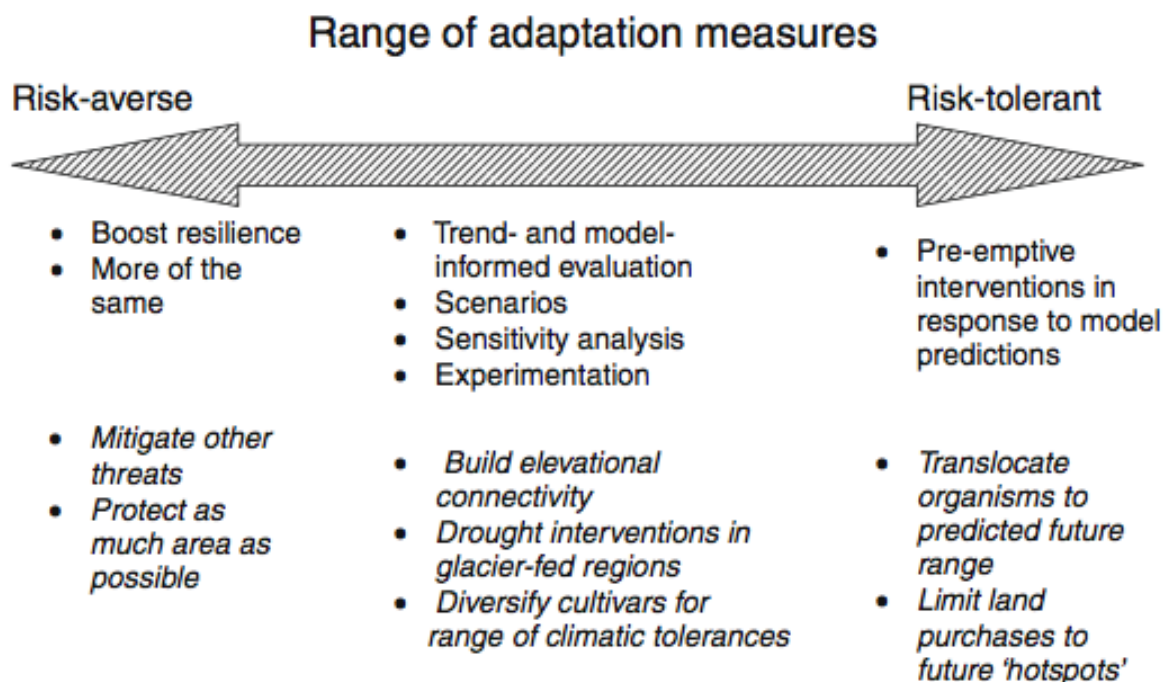 Range of adaptation measures
Risk-averse
Risk-tolerant
• Boost resilience
• More of the
same
• Trend- and model-
informed evaluation
• Scenarios
• Sensitivity analysis
• Experimentation
• Pre-emptive
interventions in
response to model
predictions
• Mitigate other
threats
• Protect as
much area as
possible
• Build elevational
connectivity
• Drought interventions in
glacier-fed regions
• Diversify cultivars for
range of climatic tolerances
• Translocate
organisms to
predicted future
range
• Limit land
purchases to
future 'hotspots'